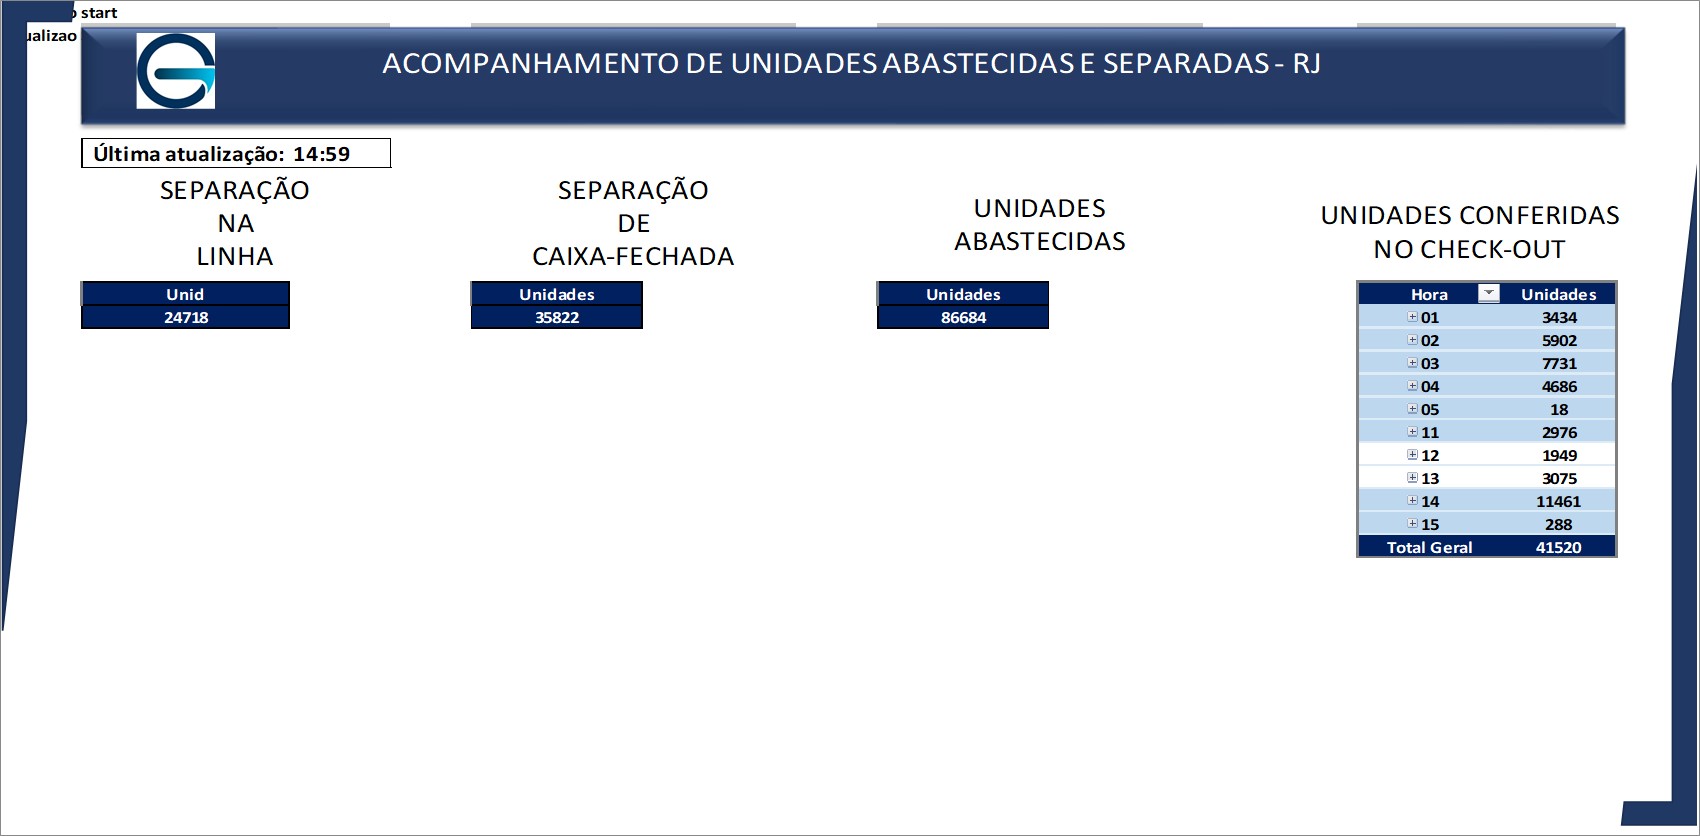 start
ualizao
ACOMPANHAMENTO DE UNIDADES ABASTECIDAS E SEPARADAS - RJ
Última atualização: 14:59
SEPARAÇÃO
NA
LINHA
Unid
24718
SEPARAÇÃO
DE
CAIXA-FECHADA
Unidades
35822
UNIDADES
ABASTECIDAS
Unidades
86684
UNIDADES CONFERIDAS
NO CHECK-OUT
Hora Unidades
01 3434
02 5902
03 7731
04 4686
05 18
11 2976
12 1949
13 3075
14 11461
15 288
Total Geral 41520